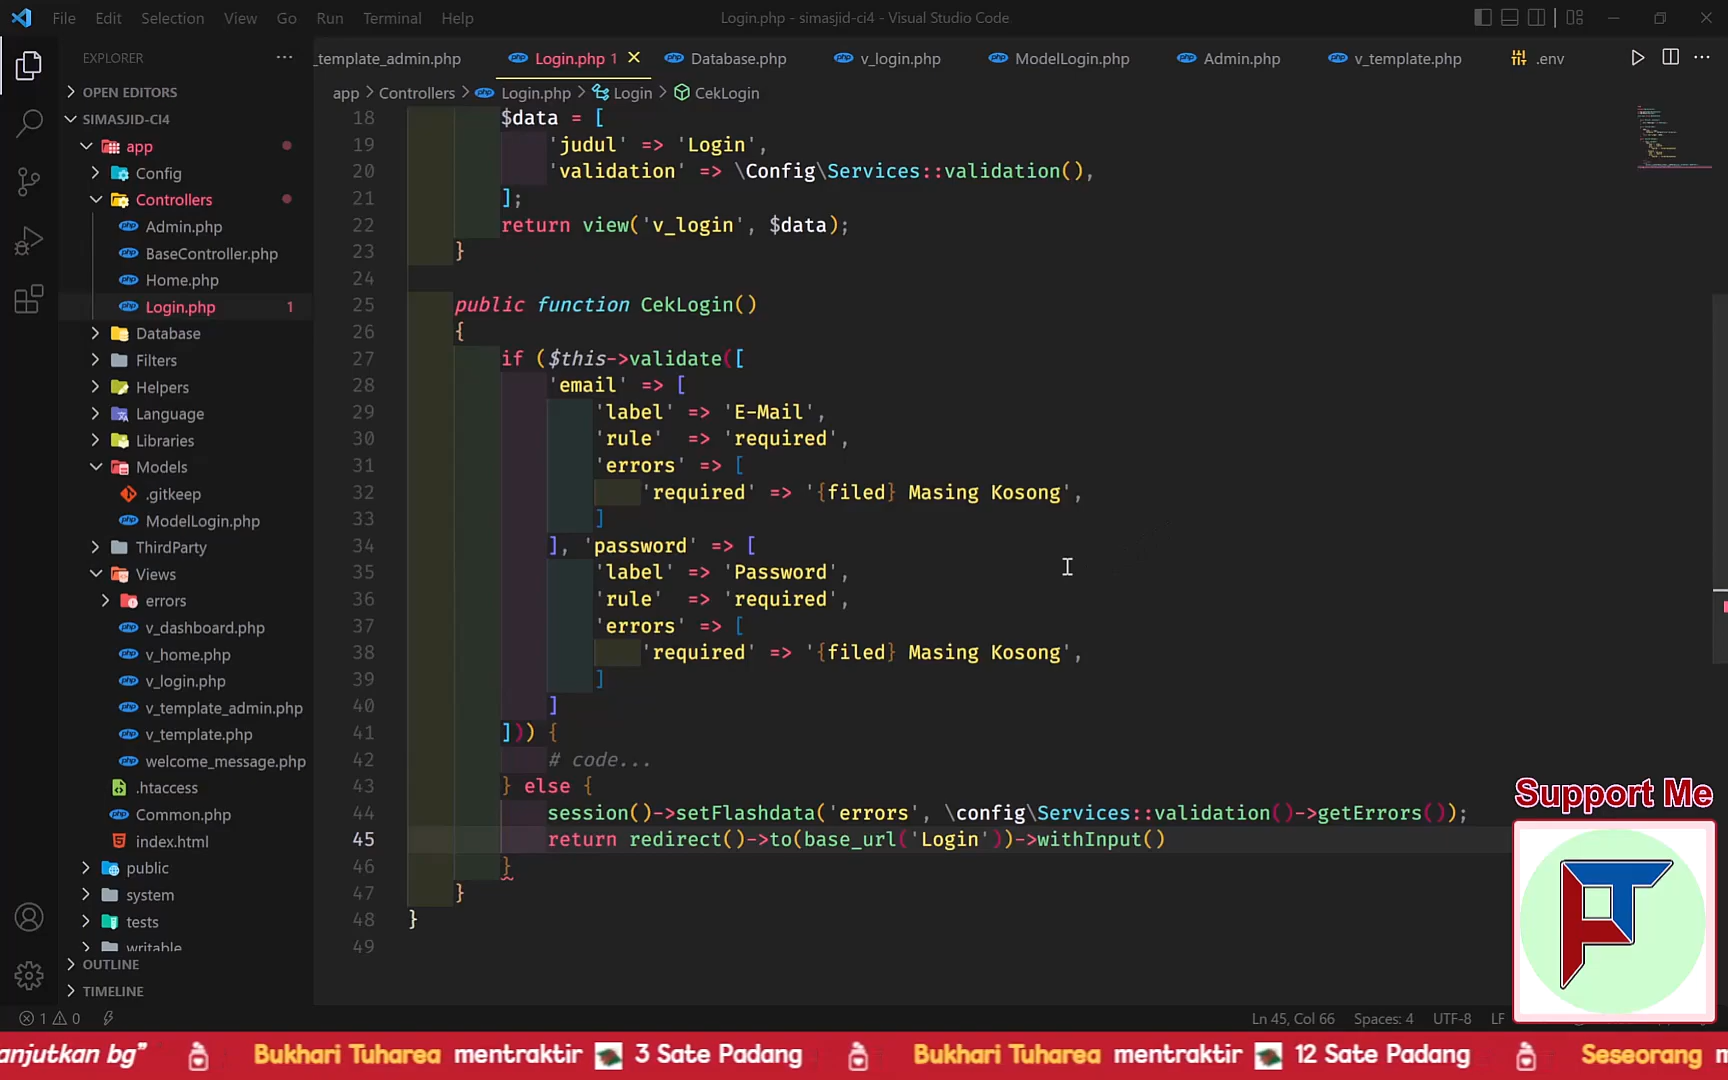 File Edit Selection View Go Run Terminal Help
Login.php - simasjid-ci4 - Visual Studio Code
EXPLORER
OPEN EDITORS
SIMASJID-CI4
app
Config
Controllers
Admin.php
BaseController.php
Home.php
Login.php 1
Database
Filters
Helpers
Language
Libraries
Models
.gitkeep
ModelLogin.php
ThirdParty
Views
errors
v_dashboard.php
v_home.php
v_login.php
v_template_admin.php
v_template.php
welcome_message.php
.htaccess
Common.php
index.html
public
system
tests
writable
OUTLINE
TIMELINE
_template_admin.php Login.php 1 Database.php v_login.php ModelLogin.php Admin.php v_template.php .env
app > Controllers > Login.php > Login > CekLogin
18 $data = [
19 'judul' => 'Login',
20 'validation' => \Config\Services::validation(),
21 ];
22 return view('v_login', $data);
23 }
24
25 public function CekLogin()
26 {
27 if ($this->validate([
28 'email' => [
29 'label' => 'E-Mail',
30 'rule'  => 'required',
31 'errors' => [
32 'required' => '{filed} Masing Kosong',
33 ]
34 ], 'password' => [
35 'label' => 'Password',
36 'rule'  => 'required',
37 'errors' => [
38 'required' => '{filed} Masing Kosong',
39 ]
40 ]
41 ])) {
42 # code...
43 } else {
44 session()->setFlashdata('errors', \config\Services::validation()->getErrors());
45 return redirect()->to(base_url('Login'))->withInput()
46 }
47 }
48 }
49
Support Me
1 0
Ln 45, Col 66 Spaces: 4 UTF-8 LF
anjutkan bg" Bukhari Tuharea mentraktir 3 Sate Padang Bukhari Tuharea mentraktir 12 Sate Padang Seseorang m